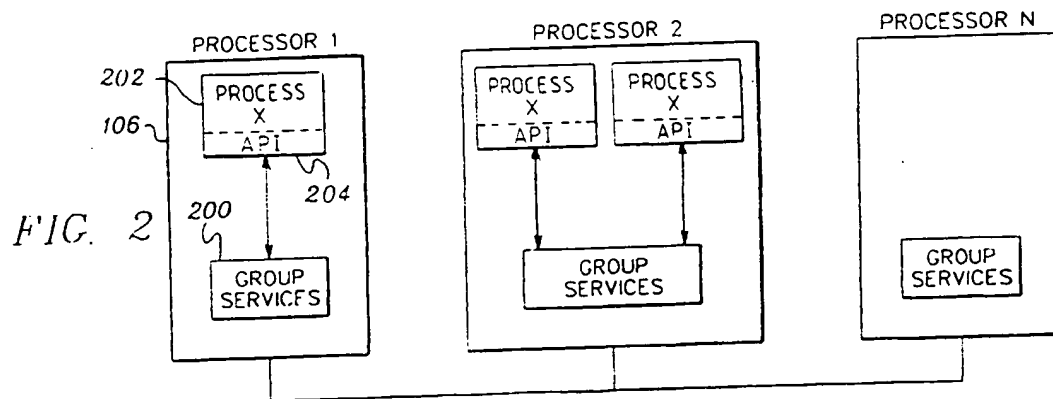 PROCESSOR 1
PROCESSOR 2
PROCESSOR N
202
PROCESS
X
API
PROCESS
X
API
PROCESS
X
API
106
204
200
FIG. 2
GROUP
SERVICES
GROUP
SERVICES
GROUP
SERVICES